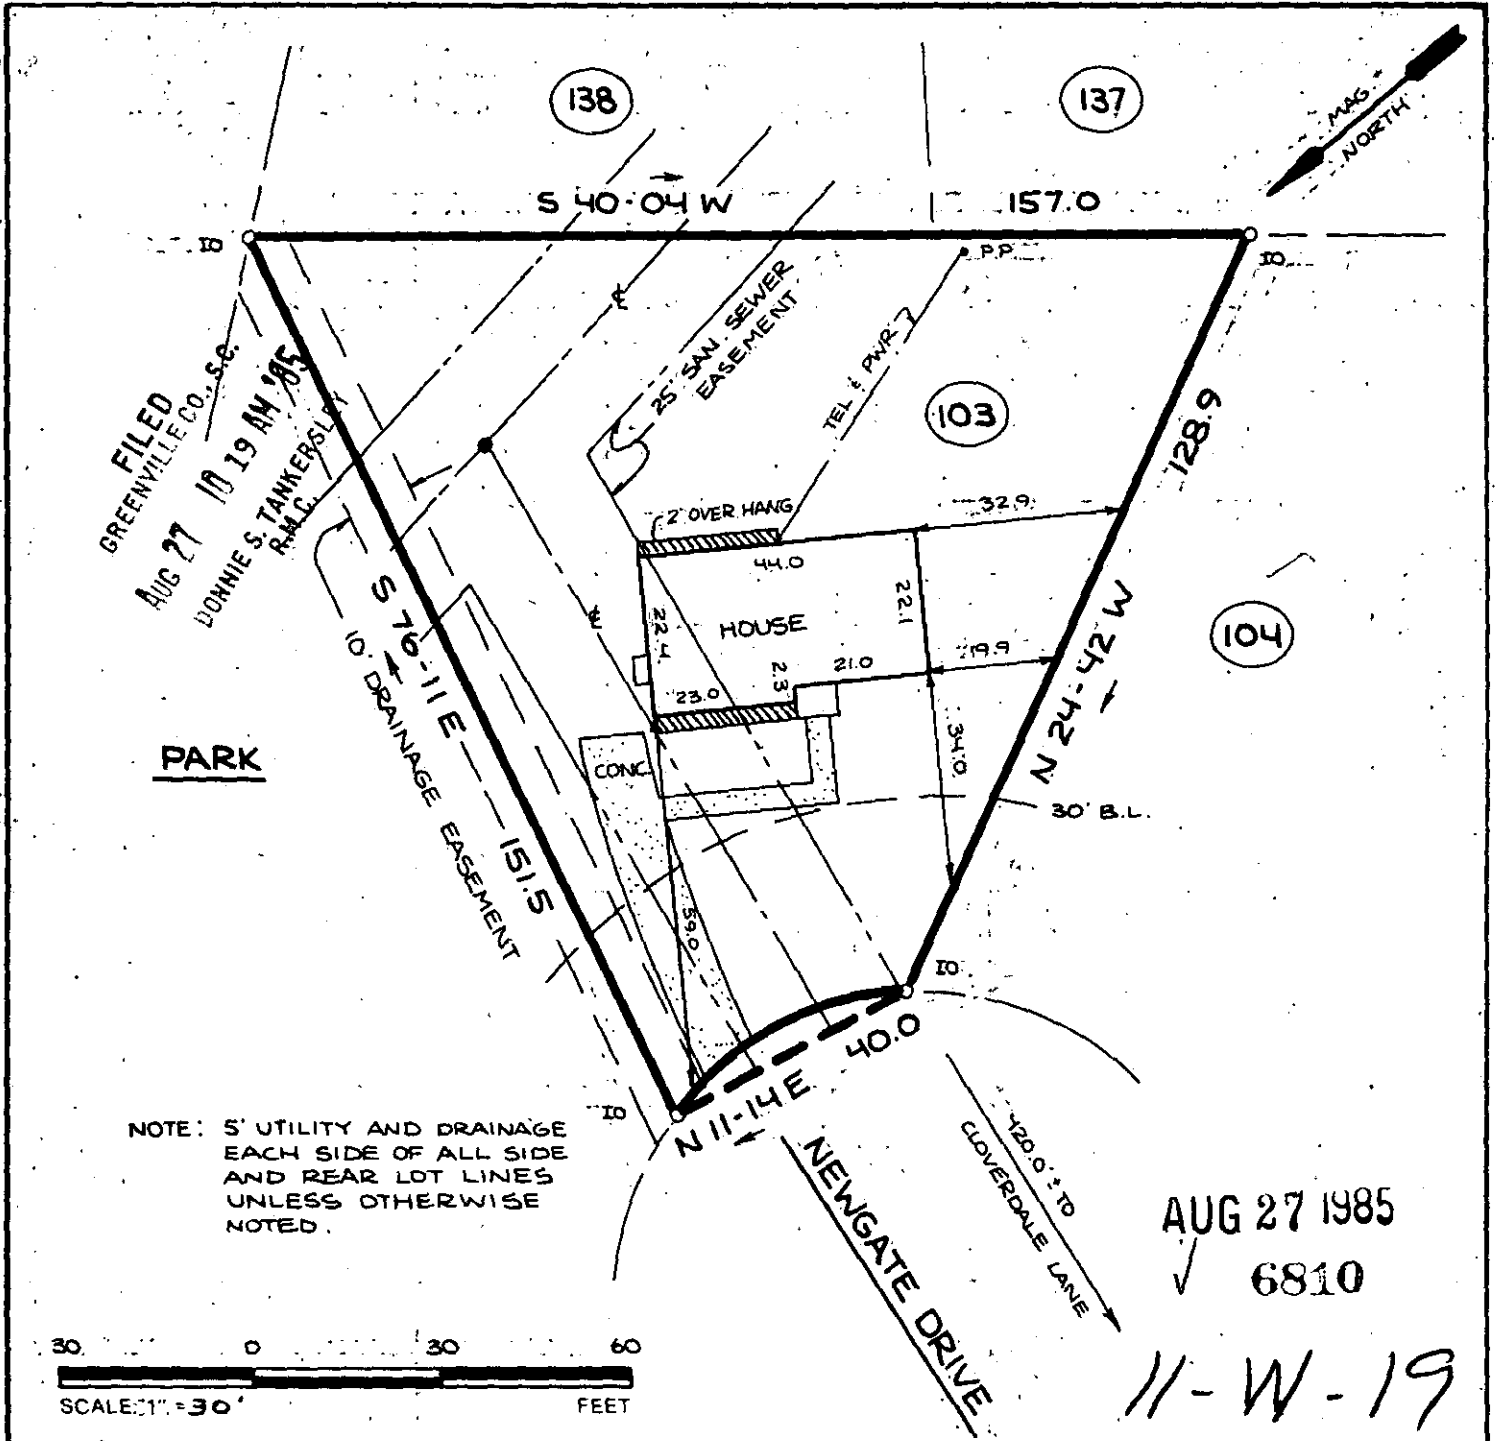 138
137
MAG.
NORTH
S 40-04 W
157.0
IO
IO
P.P.
℄
25' SAN. SEWER
EASEMENT
TEL & PWR
103
128.9
FILED
GREENVILLE CO., S.C.
AUG 27 10 19 AM '85
DONNIE S. TANKERSLEY
R.M.C.
2' OVER HANG
32.9
44.0
22.1
22.1
HOUSE
℄
104
S 76-11 E
151.5
10' DRAINAGE EASEMENT
19.9
21.0
2.3
23.0
N 24-42 W
PARK
CONC.
34.0
30' B.L.
59.0
IO
IO
40.0
N 11-14 E
NOTE: 5' UTILITY AND DRAINAGE
EACH SIDE OF ALL SIDE
AND REAR LOT LINES
UNLESS OTHERWISE
NOTED.
NEWGATE DRIVE
420.0' ± TO
CLOVERDALE LANE
AUG 27 1985
6810
30 0 30 60
SCALE: 1" = 30' FEET
11-W-19